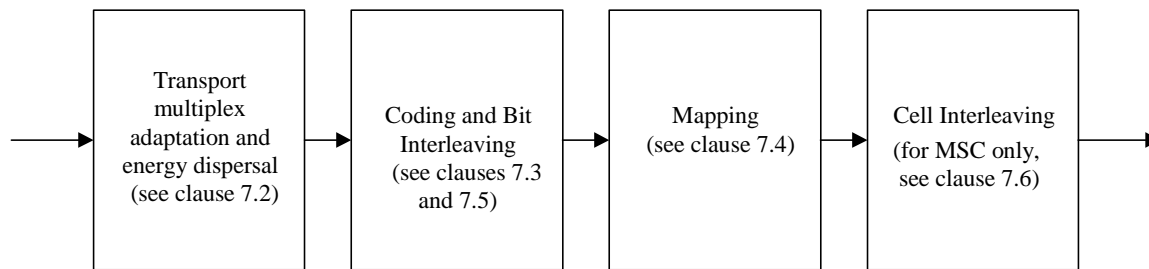 Transport
multiplex
adaptation and
energy dispersal
(see clause 7.2)
Coding and Bit
Interleaving
(see clauses 7.3
and 7.5)
Mapping
(see clause 7.4)
Cell Interleaving
(for MSC only,
see clause 7.6)